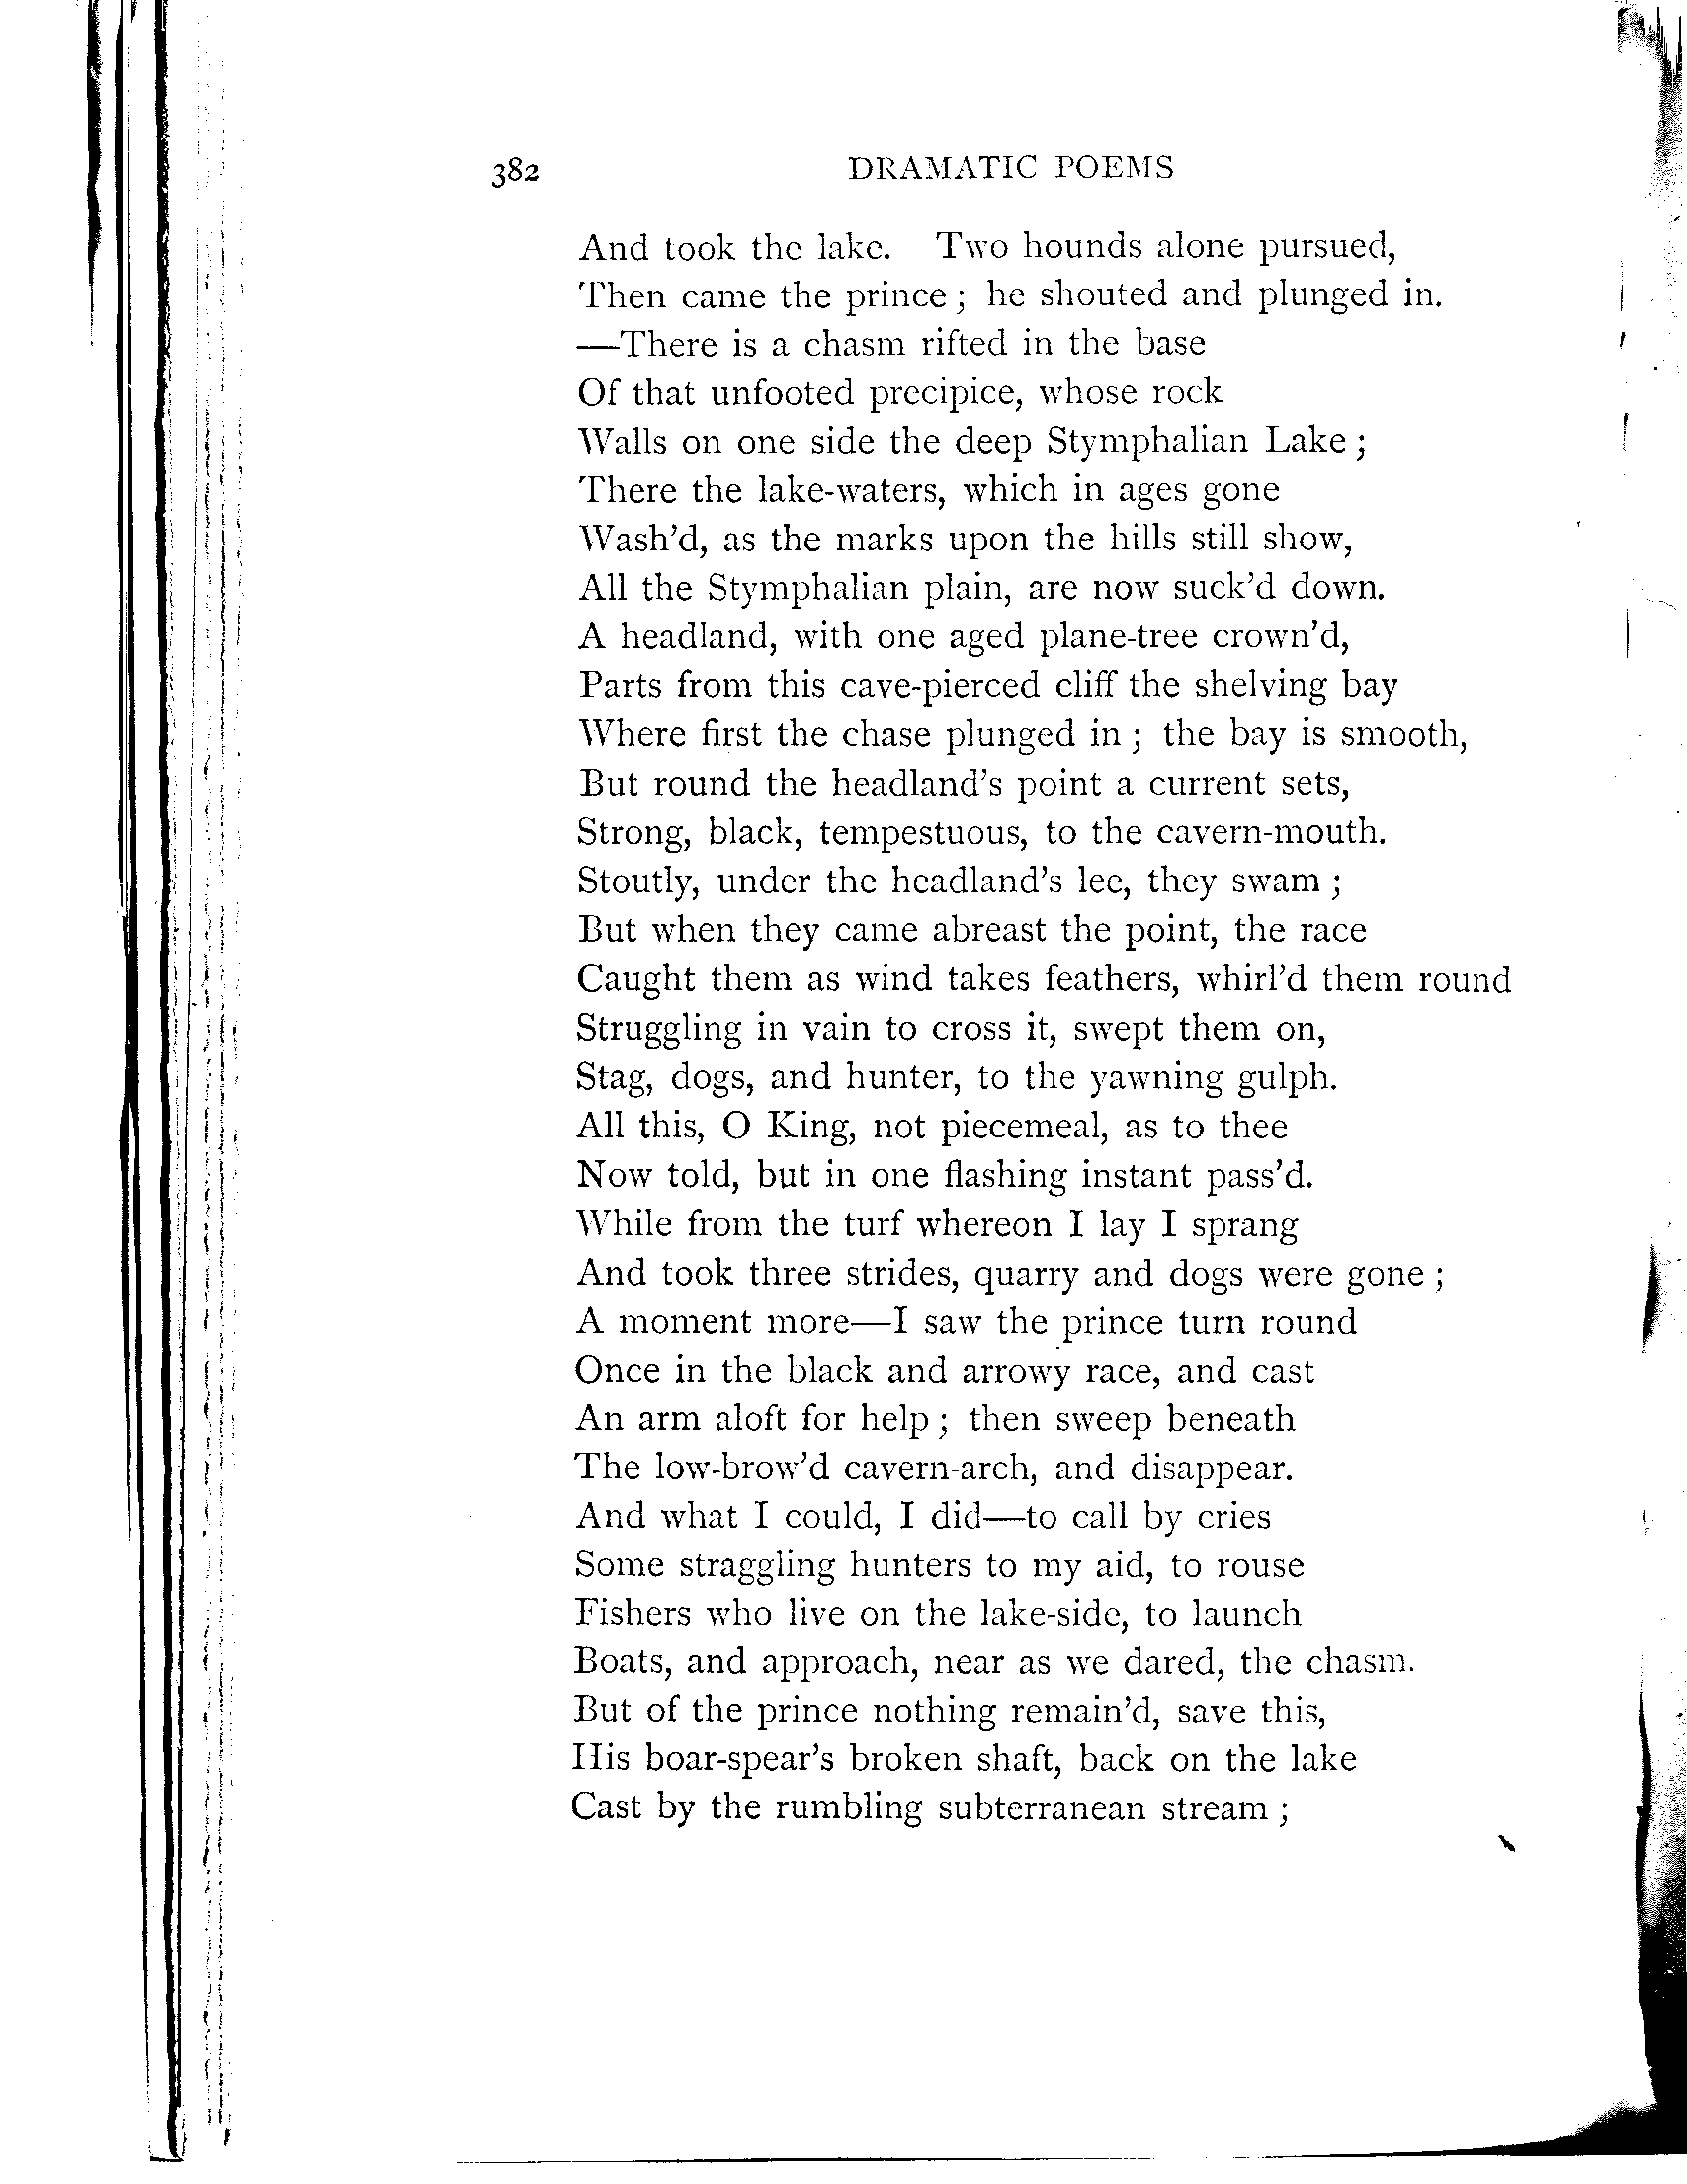 382 DRAMATIC POEMS
And took the lake. Two hounds alone pursued,
Then came the prince; he shouted and plunged in.
—There is a chasm rifted in the base
Of that unfooted precipice, whose rock
Walls on one side the deep Stymphalian Lake;
There the lake-waters, which in ages gone
Wash'd, as the marks upon the hills still show,
All the Stymphalian plain, are now suck'd down.
A headland, with one aged plane-tree crown'd,
Parts from this cave-pierced cliff the shelving bay
Where first the chase plunged in; the bay is smooth,
But round the headland's point a current sets,
Strong, black, tempestuous, to the cavern-mouth.
Stoutly, under the headland's lee, they swam;
But when they came abreast the point, the race
Caught them as wind takes feathers, whirl'd them round
Struggling in vain to cross it, swept them on,
Stag, dogs, and hunter, to the yawning gulph.
All this, O King, not piecemeal, as to thee
Now told, but in one flashing instant pass'd.
While from the turf whereon I lay I sprang
And took three strides, quarry and dogs were gone;
A moment more—I saw the prince turn round
Once in the black and arrowy race, and cast
An arm aloft for help; then sweep beneath
The low-brow'd cavern-arch, and disappear.
And what I could, I did—to call by cries
Some straggling hunters to my aid, to rouse
Fishers who live on the lake-side, to launch
Boats, and approach, near as we dared, the chasm.
But of the prince nothing remain'd, save this,
His boar-spear's broken shaft, back on the lake
Cast by the rumbling subterranean stream;